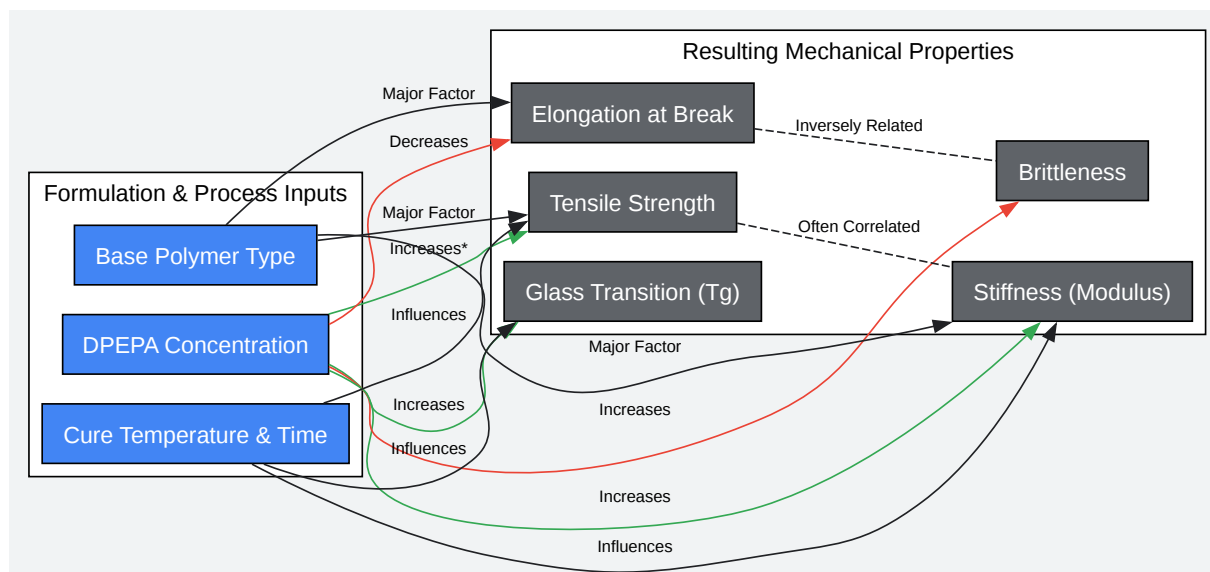 Resulting Mechanical Properties
Major Factor
Elongation at Break
Inversely Related
Decreases
Brittleness
Formulation & Process Inputs
Tensile Strength
Major Factor
Often Correlated
Base Polymer Type
Increases*
Glass Transition (Tg)
Stiffness (Modulus)
Influences
DPEPA Concentration
Major Factor
Increases
Increases
Cure Temperature & Time
Influences
Increases
Influences